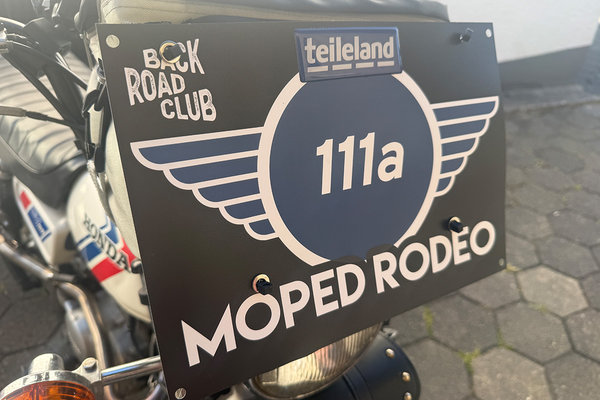 teileland
BACK
ROAD
CLUB
111a
MOPED RODEO
HONDA